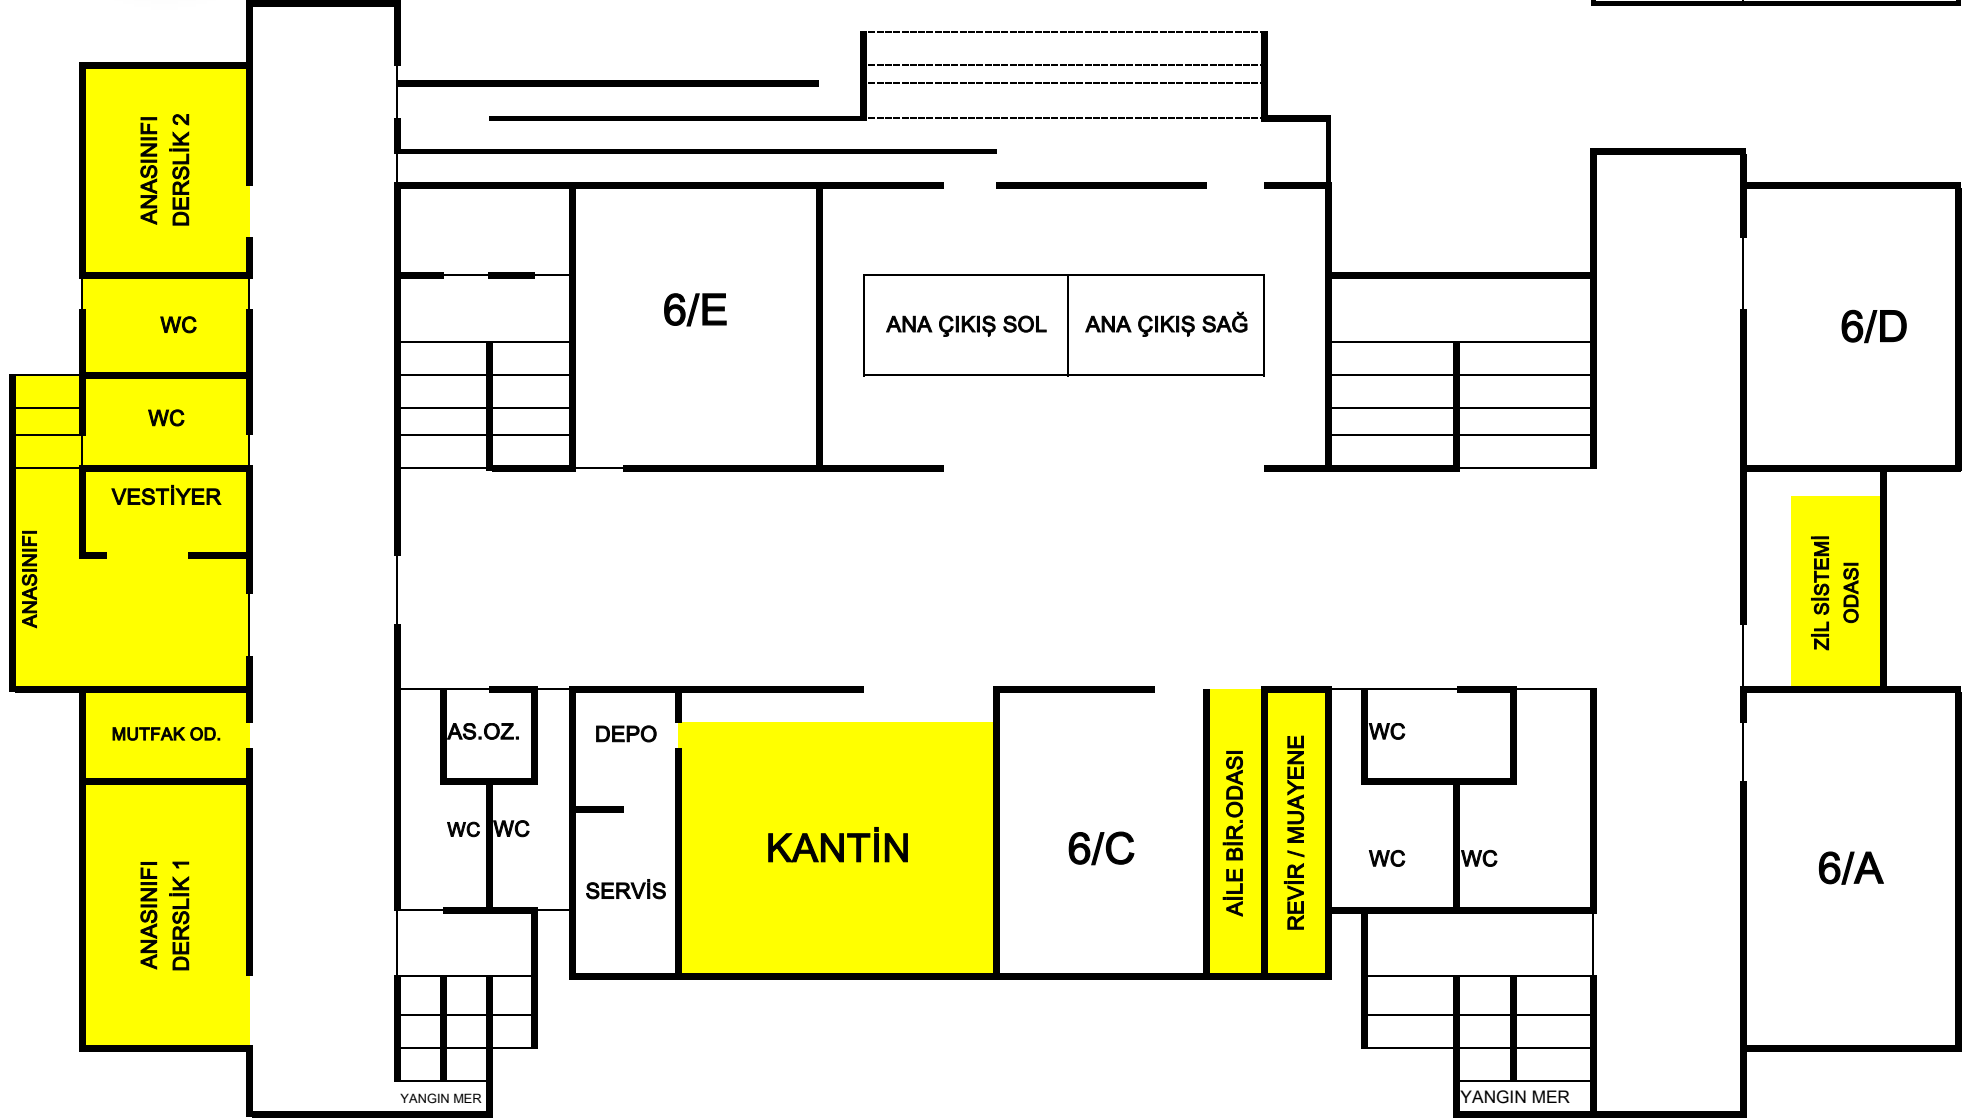 ANASINIFI
DERSLİK 2
WC
WC
VESTİYER
ANASINIFI
MUTFAK OD.
ANASINIFI
DERSLİK 1
6/E
ANA ÇIKIŞ SOL
ANA ÇIKIŞ SAĞ
6/D
ZİL SİSTEMİ
ODASI
AS.OZ.
WC
WC
DEPO
SERVİS
KANTİN
6/C
AİLE BİR.ODASI
REVİR / MUAYENE
WC
WC
WC
6/A
YANGIN MER
YANGIN MER